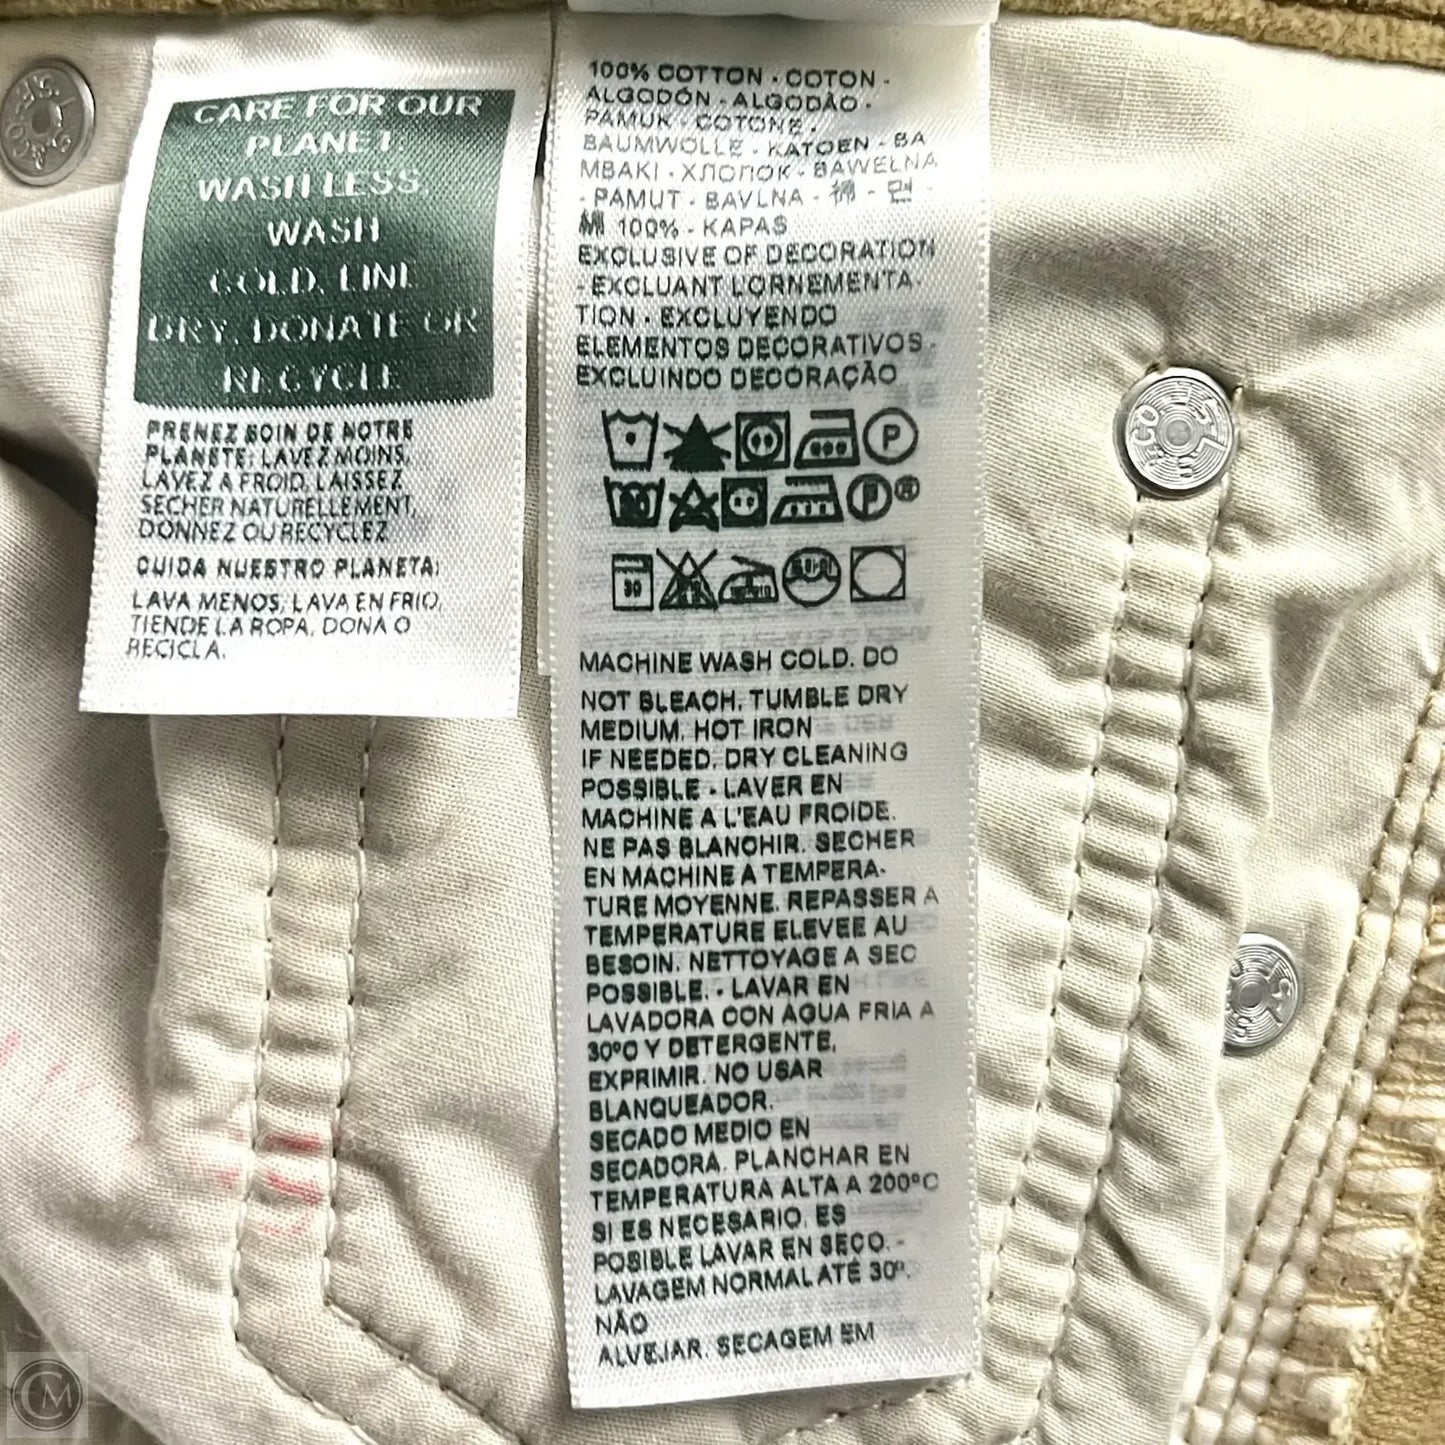 CARE FOR OUR
PLANET:
WASH LESS,
WASH
COLD, LINE
DRY, DONATE OR
RECYCLE
PRENEZ SOIN DE NOTRE
PLANÈTE: LAVEZ MOINS,
LAVEZ À FROID, LAISSEZ
SÉCHER NATURELLEMENT,
DONNEZ OU RECYCLEZ
CUIDA NUESTRO PLANETA:
LAVA MENOS, LAVA EN FRIO,
TIENDE LA ROPA, DONA O
RECICLA.
100% COTTON - COTON -
ALGODÓN - ALGODÃO -
PAMUK - COTONE -
BAUMWOLLE - KATOEN - BA
MBAKI - ХЛОПОК - BAWEŁNA
- PAMUT - BAVLNA - 棉 - 면 -
100% - KAPAS
EXCLUSIVE OF DECORATION
- EXCLUANT L'ORNEMENTA-
TION - EXCLUYENDO
ELEMENTOS DECORATIVOS -
EXCLUINDO DECORAÇÃO
P
P ®
30
MACHINE WASH COLD. DO
NOT BLEACH. TUMBLE DRY
MEDIUM. HOT IRON
IF NEEDED. DRY CLEANING
POSSIBLE - LAVER EN
MACHINE A L'EAU FROIDE.
NE PAS BLANCHIR. SECHER
EN MACHINE A TEMPERA-
TURE MOYENNE. REPASSER A
TEMPERATURE ELEVEE AU
BESOIN. NETTOYAGE A SEC
POSSIBLE. - LAVAR EN
LAVADORA CON AGUA FRIA A
30ºC Y DETERGENTE.
EXPRIMIR. NO USAR
BLANQUEADOR.
SECADO MEDIO EN
SECADORA. PLANCHAR EN
TEMPERATURA ALTA A 200ºC
SI ES NECESARIO. ES
POSIBLE LAVAR EN SECO. -
LAVAGEM NORMAL ATÉ 30º.
NÃO
ALVEJAR. SECAGEM EM